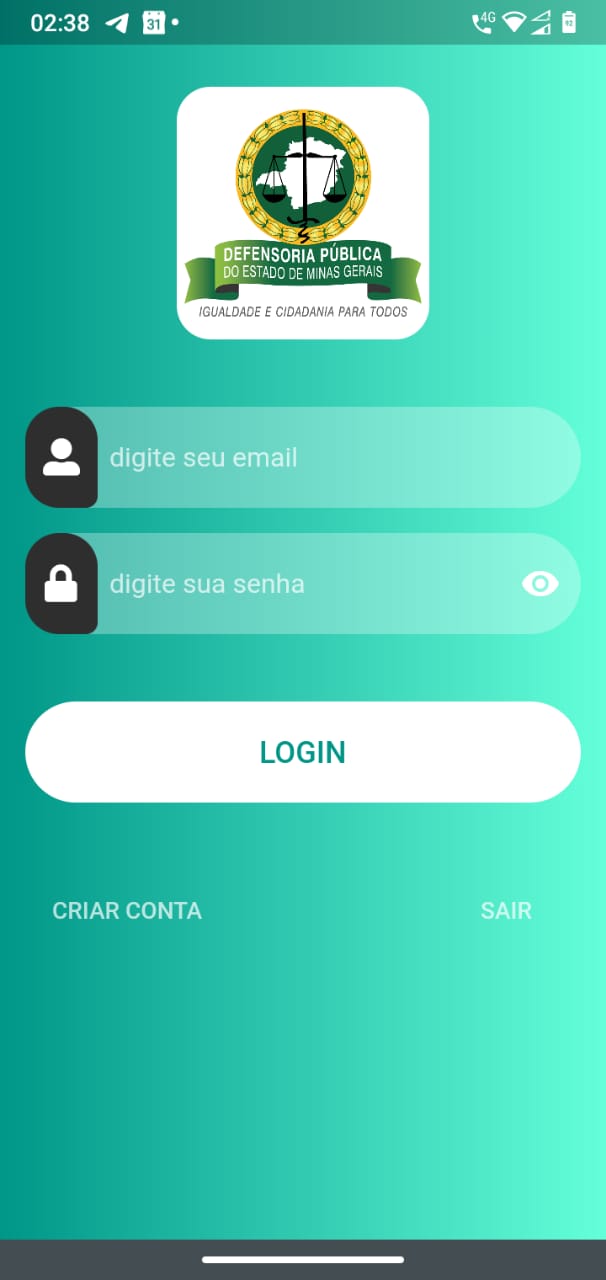 02:38
31
4G
92
DEFENSORIA PÚBLICA
DO ESTADO DE MINAS GERAIS
IGUALDADE E CIDADANIA PARA TODOS
digite seu email
digite sua senha
LOGIN
CRIAR CONTA
SAIR